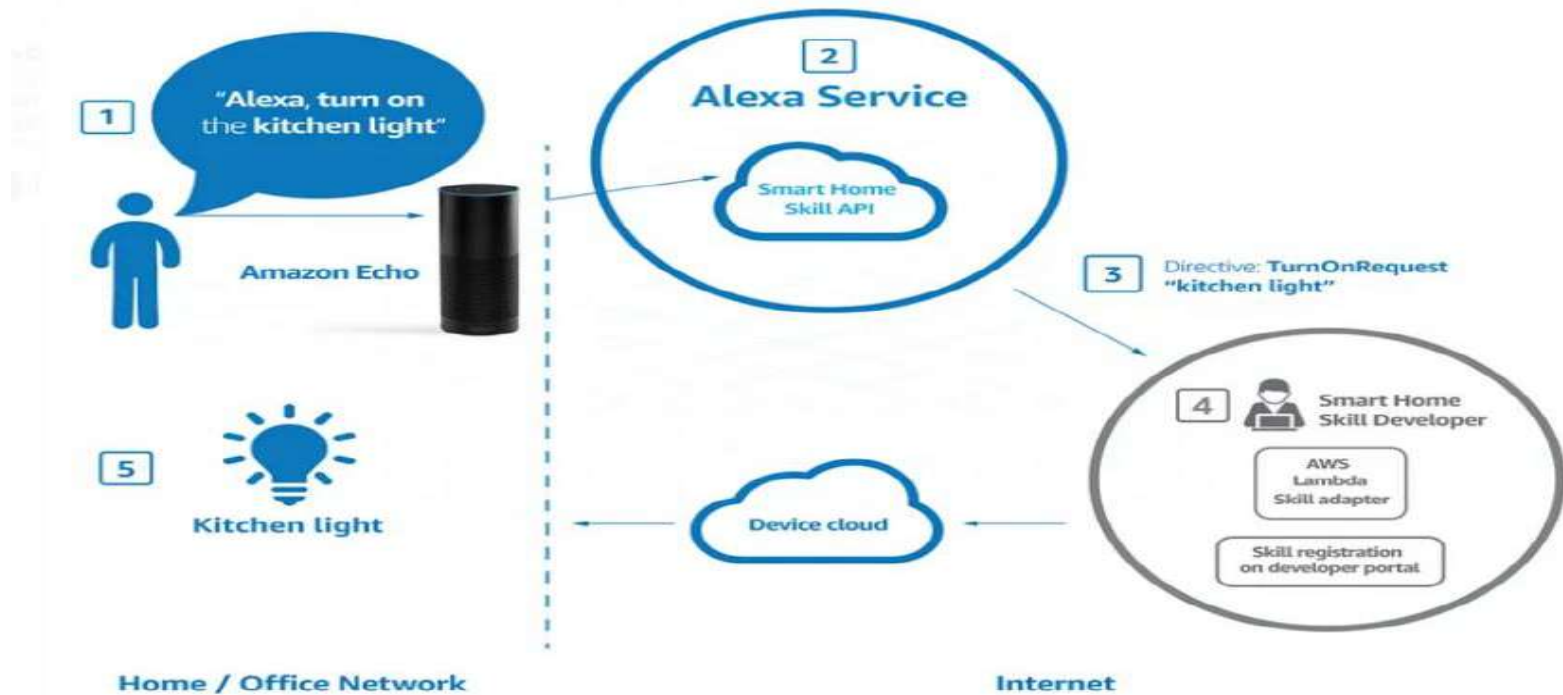 1
"Alexa, turn on
the kitchen light"
Amazon Echo
2
Alexa Service
Smart Home
Skill API
3
Directive: TurnOnRequest
"kitchen light"
4
Smart Home
Skill Developer
AWS
Lambda
Skill adapter
Skill registration
on developer portal
Device cloud
5
Kitchen light
Home / Office Network
Internet